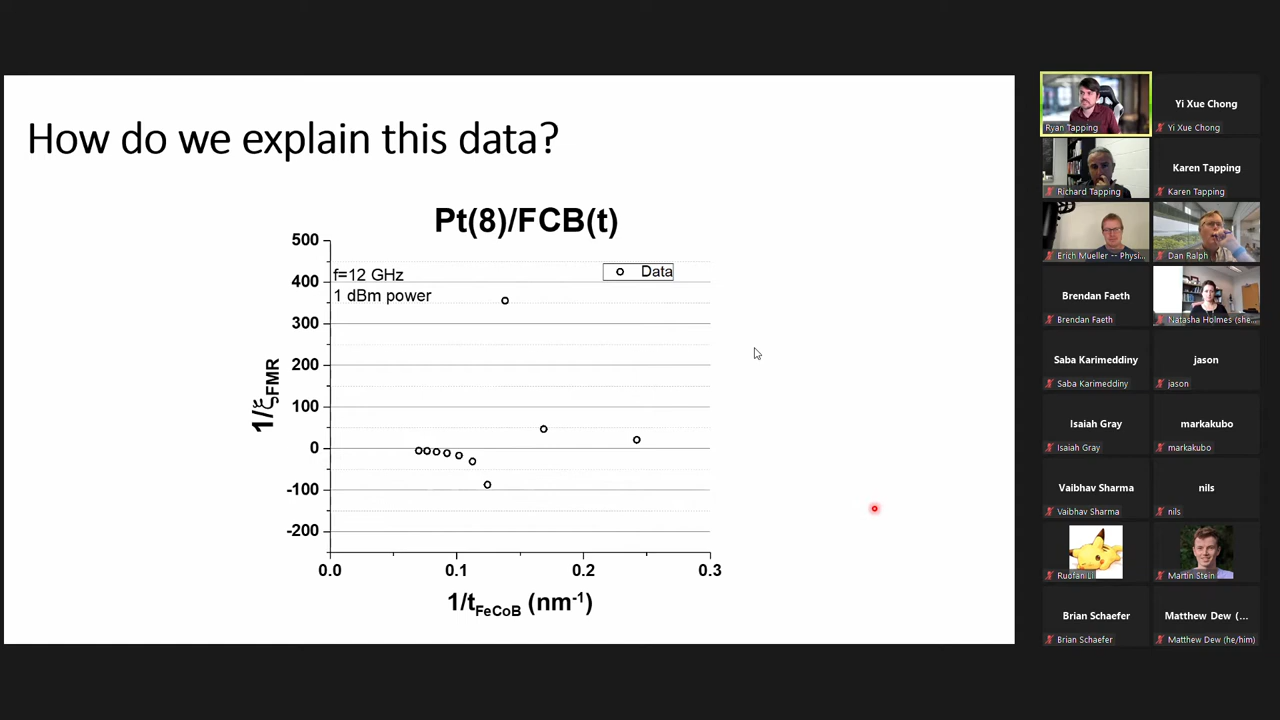 How do we explain this data?
Pt(8)/FCB(t)
500
400
300
200
100
0
-100
-200
f=12 GHz
1 dBm power
Data
1/ξFMR
0.0
0.1
0.2
0.3
1/tFeCoB (nm-1)
Ryan Tapping
Yi Xue Chong
Yi Xue Chong
Richard Tapping
Karen Tapping
Karen Tapping
Erich Mueller -- Physi...
Dan Ralph
Brendan Faeth
Brendan Faeth
Natasha Holmes (she...
Saba Karimeddiny
Saba Karimeddiny
jason
jason
Isaiah Gray
Isaiah Gray
markakubo
markakubo
Vaibhav Sharma
Vaibhav Sharma
nils
nils
Ruofan Li
Martin Stein
Brian Schaefer
Brian Schaefer
Matthew Dew (...
Matthew Dew (he/him)